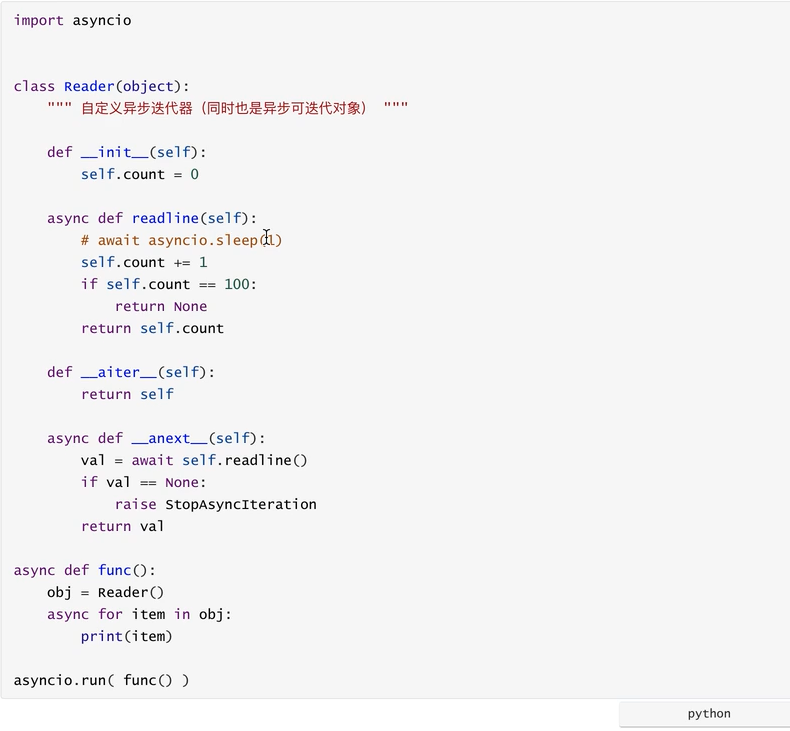 import asyncio
class Reader(object):
    """ 自定义异步迭代器（同时也是异步可迭代对象） """
    def __init__(self):
        self.count = 0
    async def readline(self):
        # await asyncio.sleep(1)
        self.count += 1
        if self.count == 100:
            return None
        return self.count
    def __aiter__(self):
        return self
    async def __anext__(self):
        val = await self.readline()
        if val == None:
            raise StopAsyncIteration
        return val
async def func():
    obj = Reader()
    async for item in obj:
        print(item)
asyncio.run( func() )
python